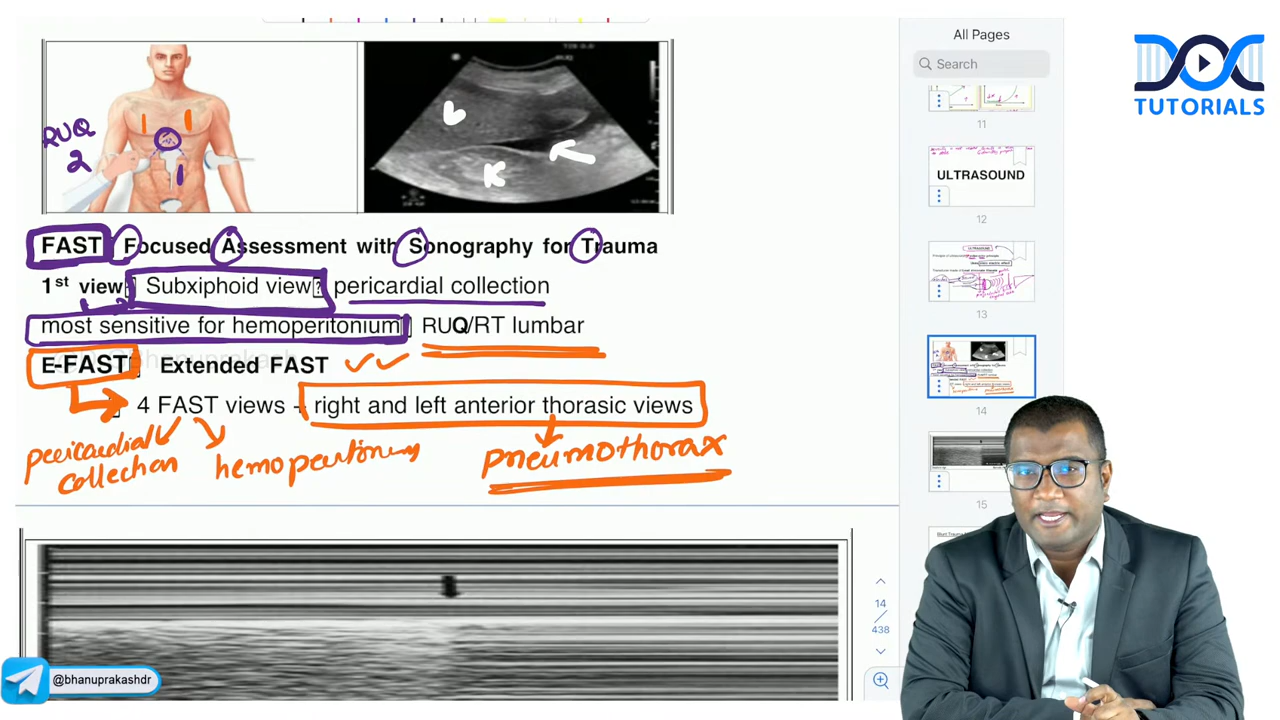 All Pages
Search
DOC
TUTORIALS
RUQ
2
RUQ
L
K
11
ULTRASOUND
12
13
14
15
FAST Focused Assessment with Sonography for Trauma
1st view Subxiphoid view pericardial collection
most sensitive for hemoperitonium RUQ/RT lumbar
E-FAST Extended FAST
4 FAST views - right and left anterior thorasic views
pericardial collection
hemoperitoneum
pneumothorax
14
438
@bhanuprakashdr